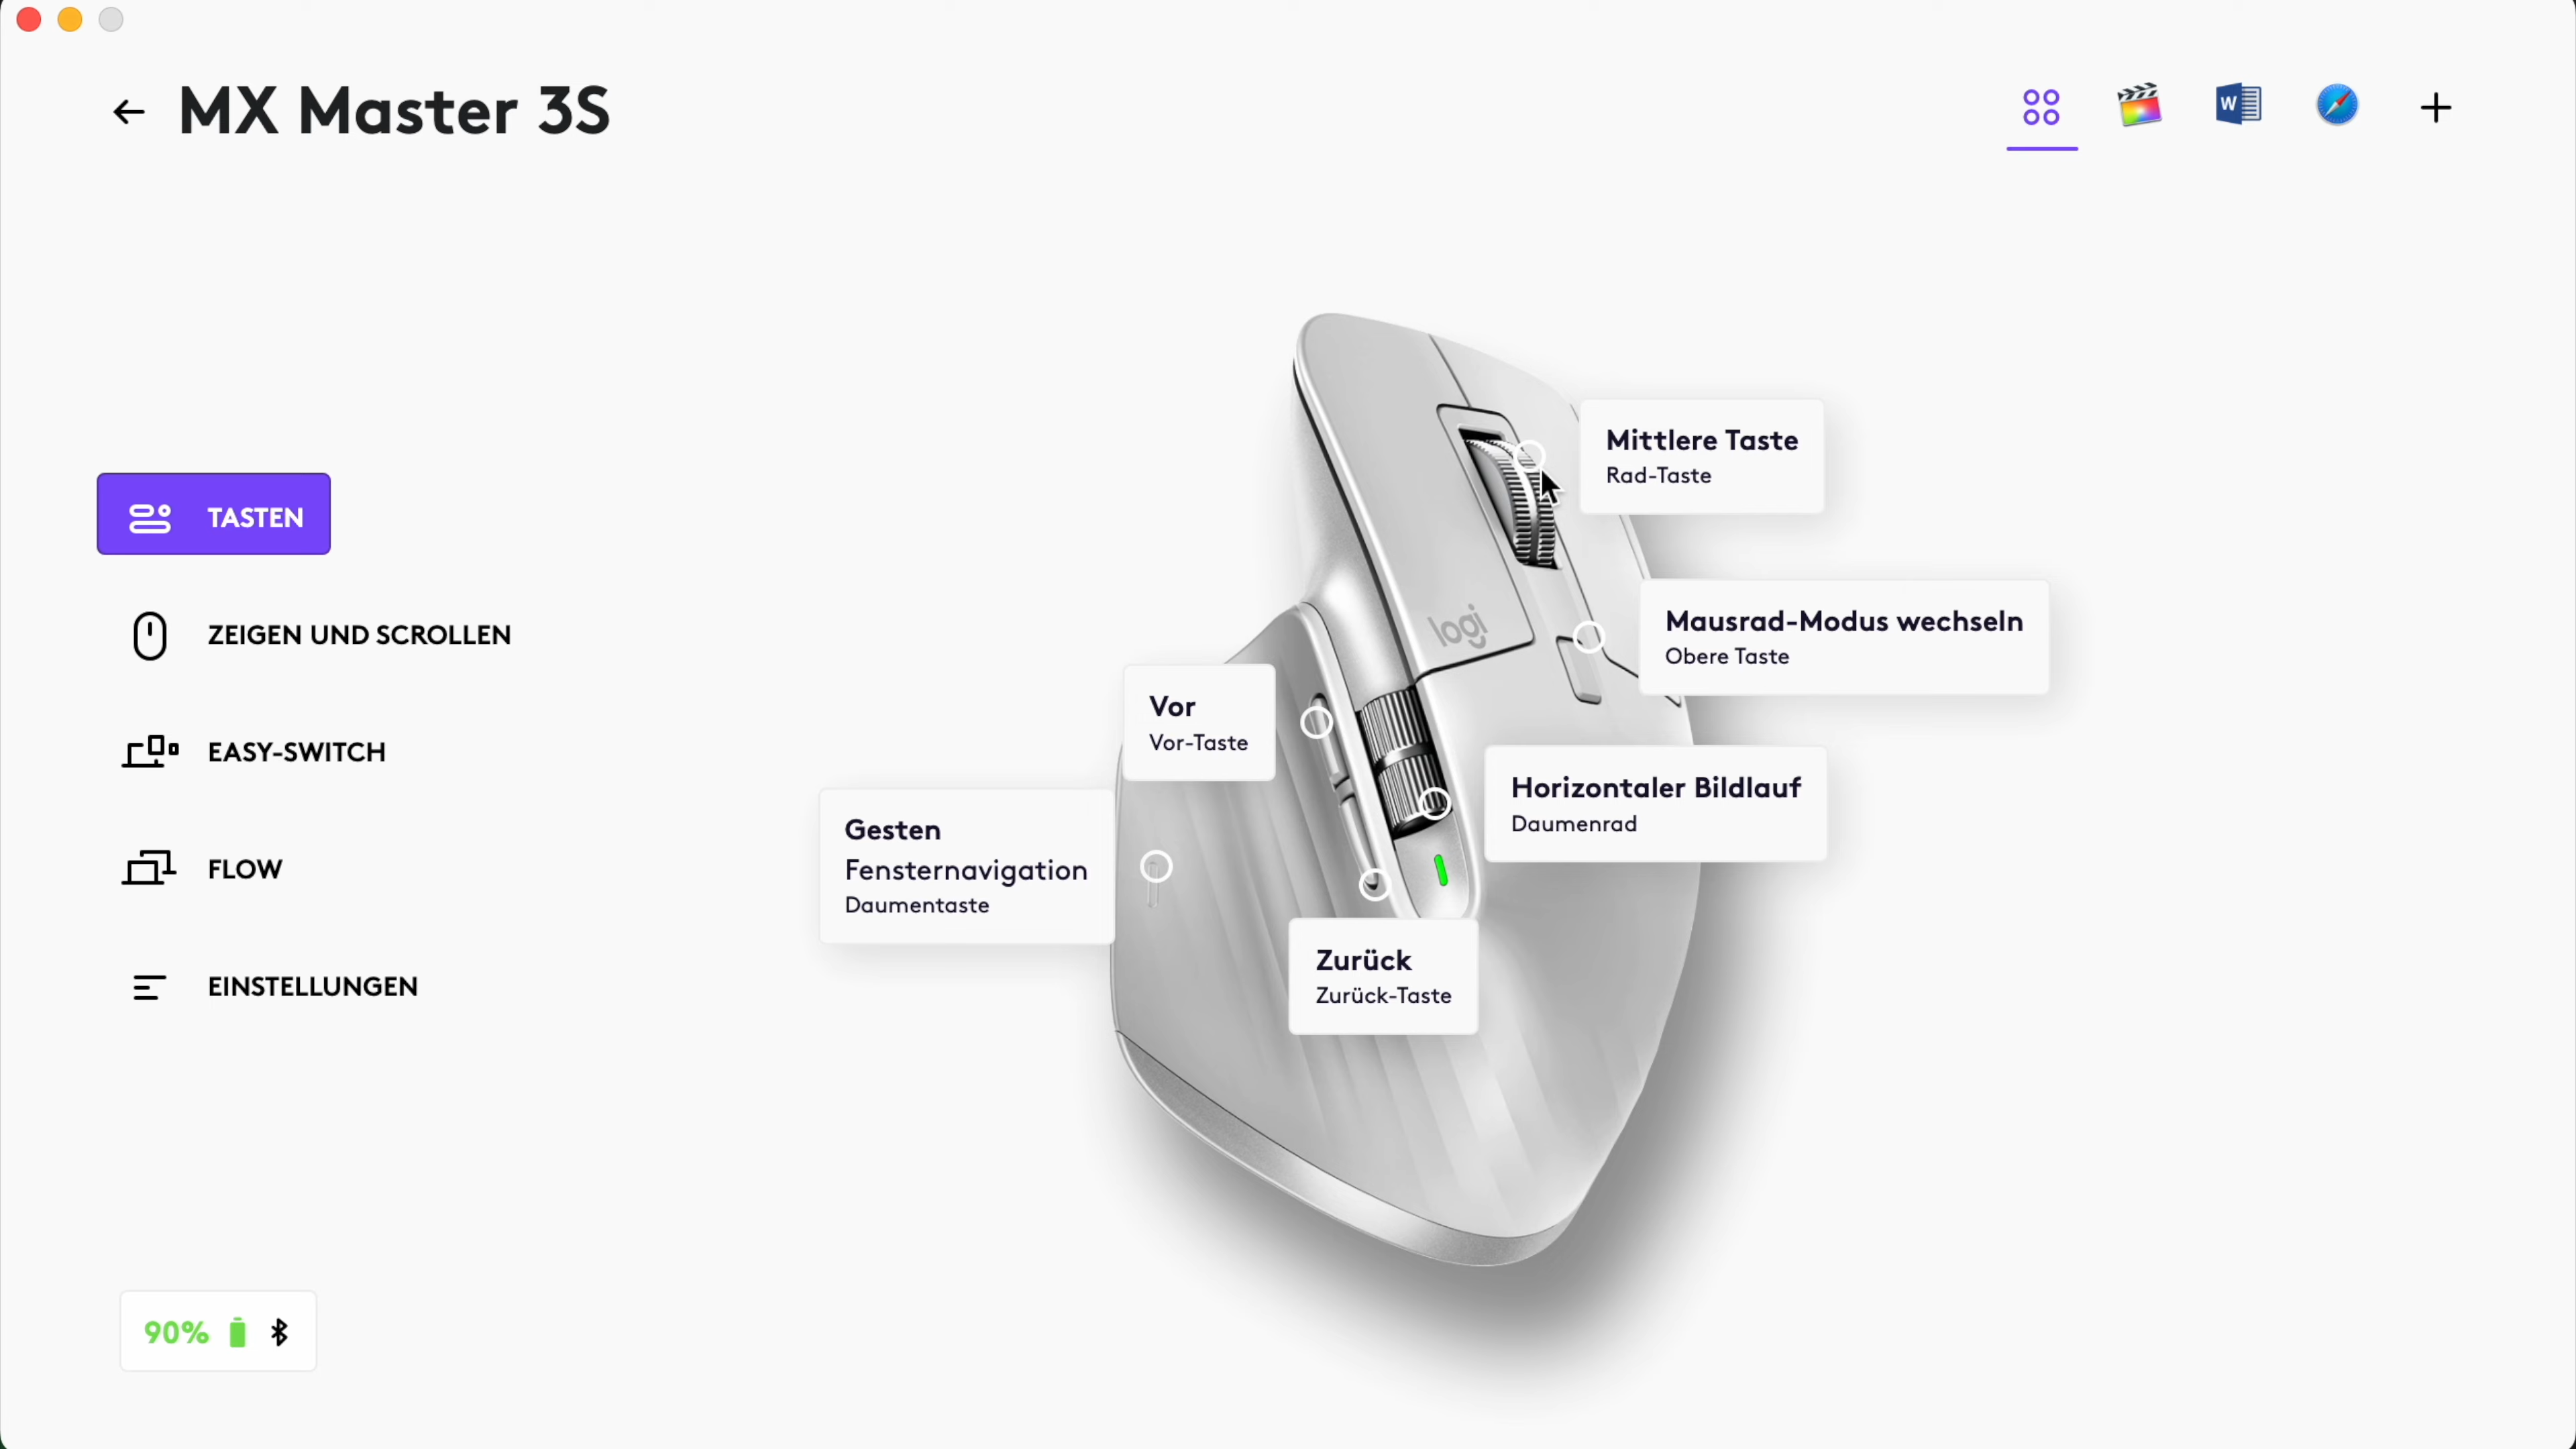 MX Master 3S
W
TASTEN
ZEIGEN UND SCROLLEN
EASY-SWITCH
FLOW
EINSTELLUNGEN
90%
Mittlere Taste
Rad-Taste
Mausrad-Modus wechseln
Obere Taste
logi
Vor
Vor-Taste
Horizontaler Bildlauf
Daumenrad
Gesten
Fensternavigation
Daumentaste
Zurück
Zurück-Taste